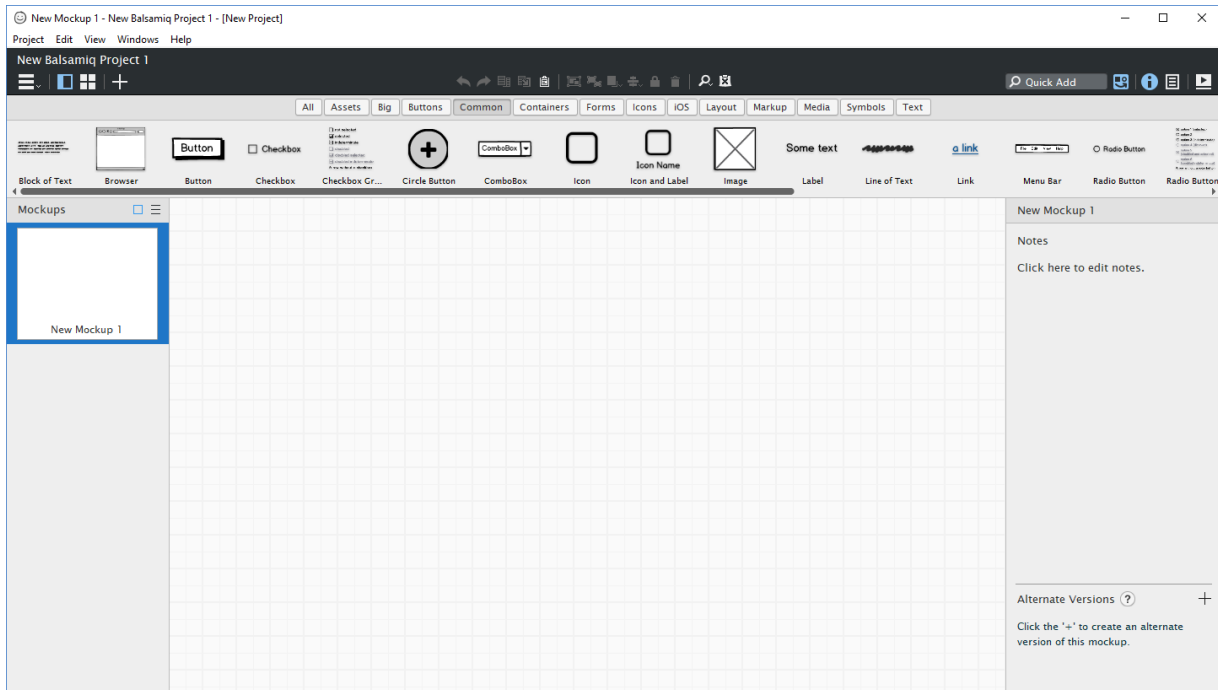 New Mockup 1 - New Balsamiq Project 1 - [New Project]
Project Edit View Windows Help
New Balsamiq Project 1
Quick Add
All Assets Big Buttons Common Containers Forms Icons iOS Layout Markup Media Symbols Text
Button
Checkbox
ComboBox
Icon Name
Some text
a link
Radio Button
Block of Text Browser Button Checkbox Checkbox Gr... Circle Button ComboBox Icon Icon and Label Image Label Line of Text Link Menu Bar Radio Button Radio Button
Mockups
New Mockup 1
New Mockup 1
Notes
Click here to edit notes.
Alternate Versions ?
Click the '+' to create an alternate
version of this mockup.